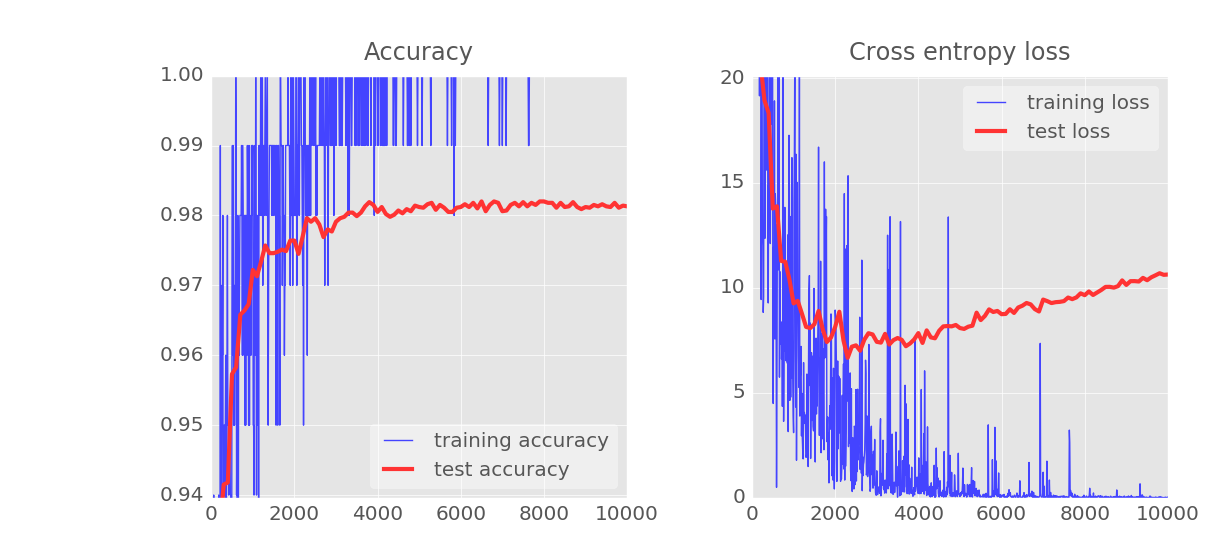 Accuracy
1.00
0.99
0.98
0.97
0.96
0.95
0.94
0 2000 4000 6000 8000 10000
training accuracy
test accuracy
Cross entropy loss
20
15
10
5
0
0 2000 4000 6000 8000 10000
training loss
test loss